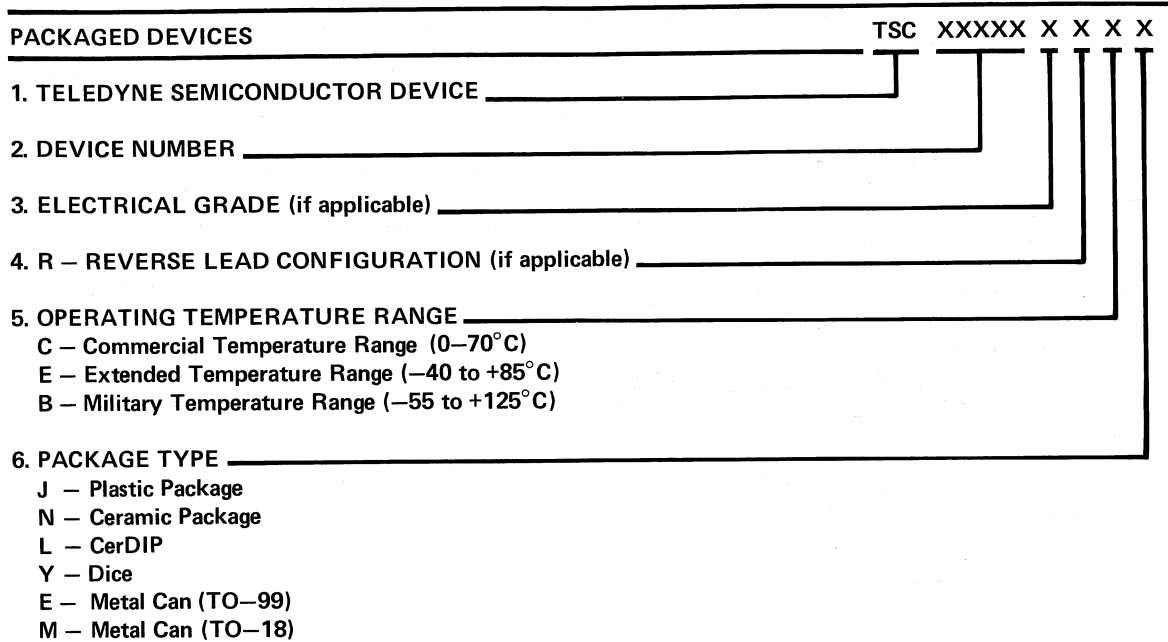 PACKAGED DEVICES TSC XXXXX X X X X
1. TELEDYNE SEMICONDUCTOR DEVICE
2. DEVICE NUMBER
3. ELECTRICAL GRADE (if applicable)
4. R — REVERSE LEAD CONFIGURATION (if applicable)
5. OPERATING TEMPERATURE RANGE
C — Commercial Temperature Range (0—70°C)
E — Extended Temperature Range (—40 to +85°C)
B — Military Temperature Range (—55 to +125°C)
6. PACKAGE TYPE
J — Plastic Package
N — Ceramic Package
L — CerDIP
Y — Dice
E — Metal Can (TO—99)
M — Metal Can (TO—18)